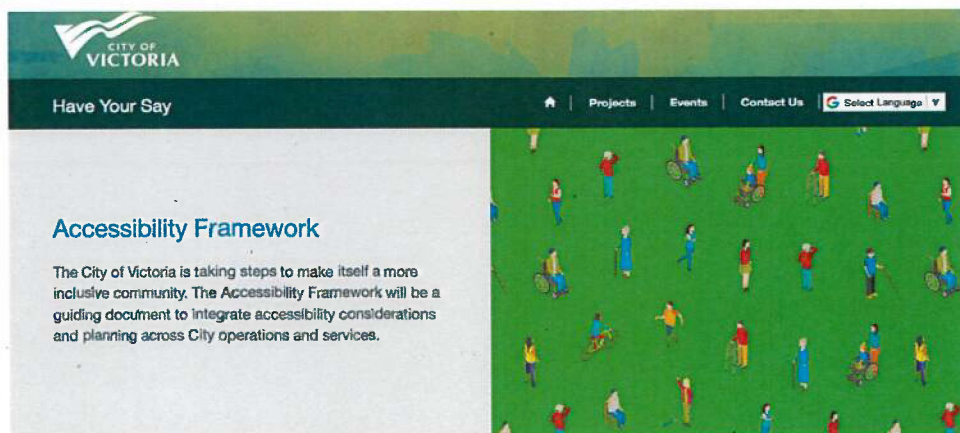 CITY OF
VICTORIA
Have Your Say
Projects | Events | Contact Us | G Select Language ▼
Accessibility Framework
The City of Victoria is taking steps to make itself a more
inclusive community. The Accessibility Framework will be a
guiding document to integrate accessibility considerations
and planning across City operations and services.